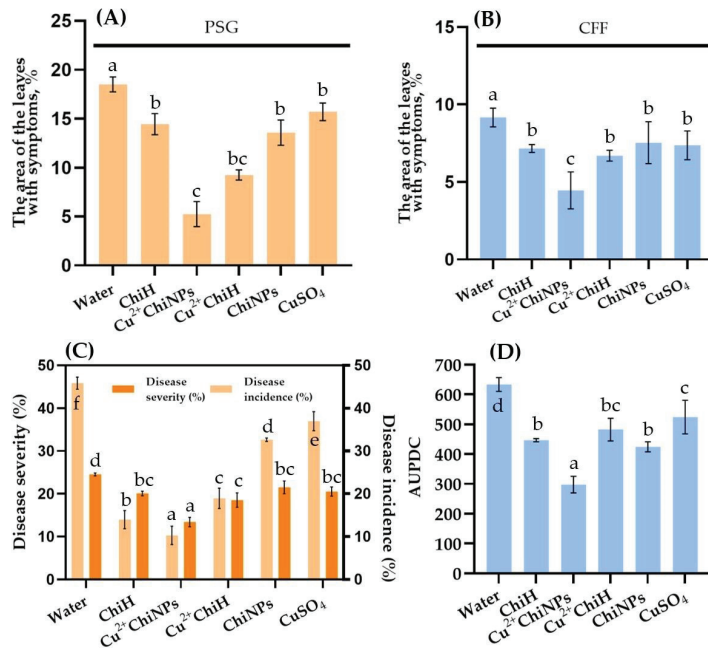 (A)
PSG
The area of the leaves
with symptoms, %
25
20
15
10
5
0
a
b
c
bc
b
b
Water
ChiH
Cu²⁺ChiNPs
Cu²⁺ChiH
ChiNPs
CuSO₄
(B)
CFF
The area of the leaves
with symptoms, %
15
10
5
0
a
b
c
b
b
b
Water
ChiH
Cu²⁺ChiNPs
Cu²⁺ChiH
ChiNPs
CuSO₄
(C)
Disease severity (%)
50
40
30
20
10
0
Disease
severity (%)
Disease
incidence (%)
f
d
b
bc
a
a
c
c
d
bc
e
bc
50
40
30
20
10
0
Disease incidence (%)
Water
ChiH
Cu²⁺ChiNPs
Cu²⁺ChiH
ChiNPs
CuSO₄
(D)
AUPDC
700
600
500
400
300
200
100
0
d
b
a
bc
b
c
Water
ChiH
Cu²⁺ChiNPs
Cu²⁺ChiH
ChiNPs
CuSO₄